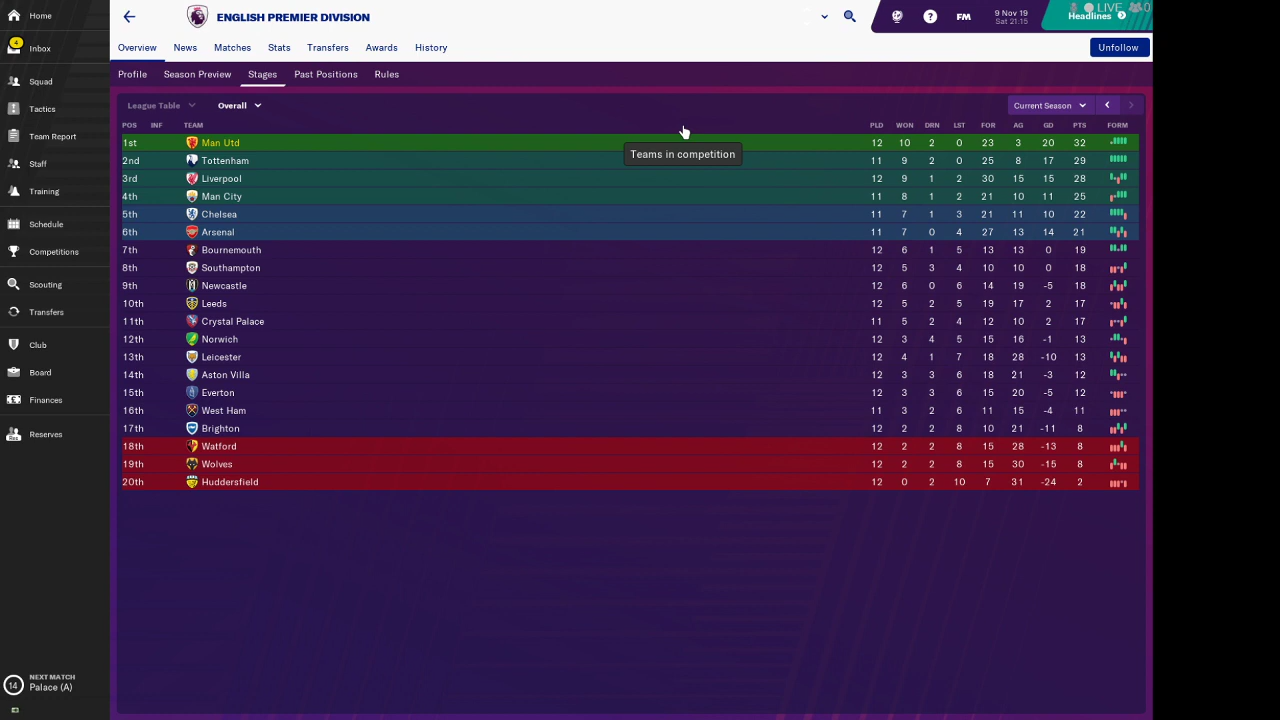 Home
4
Inbox
Squad
Tactics
Team Report
Staff
Training
Schedule
Competitions
Scouting
Transfers
Club
Board
Finances
Res
Reserves
14
NEXT MATCH
Palace (A)
ENGLISH PREMIER DIVISION
?
FM
9 Nov 19
Sat 21:15
LIVE 0
Headlines
Overview News Matches Stats Transfers Awards History
Unfollow
Profile Season Preview Stages Past Positions Rules
League Table Overall Current Season
POS INF TEAM PLD WON DRN LST FOR AG GD PTS FORM
1st Man Utd 12 10 2 0 23 3 20 32
Teams in competition
2nd Tottenham 11 9 2 0 25 8 17 29
3rd Liverpool 12 9 1 2 30 15 15 28
4th Man City 11 8 1 2 21 10 11 25
5th Chelsea 11 7 1 3 21 11 10 22
6th Arsenal 11 7 0 4 27 13 14 21
7th Bournemouth 12 6 1 5 13 13 0 19
8th Southampton 12 5 3 4 10 10 0 18
9th Newcastle 12 6 0 6 14 19 -5 18
10th Leeds 12 5 2 5 19 17 2 17
11th Crystal Palace 11 5 2 4 12 10 2 17
12th Norwich 12 3 4 5 15 16 -1 13
13th Leicester 12 4 1 7 18 28 -10 13
14th Aston Villa 12 3 3 6 18 21 -3 12
15th Everton 12 3 3 6 15 20 -5 12
16th West Ham 11 3 2 6 11 15 -4 11
17th Brighton 12 2 2 8 10 21 -11 8
18th Watford 12 2 2 8 15 28 -13 8
19th Wolves 12 2 2 8 15 30 -15 8
20th Huddersfield 12 0 2 10 7 31 -24 2